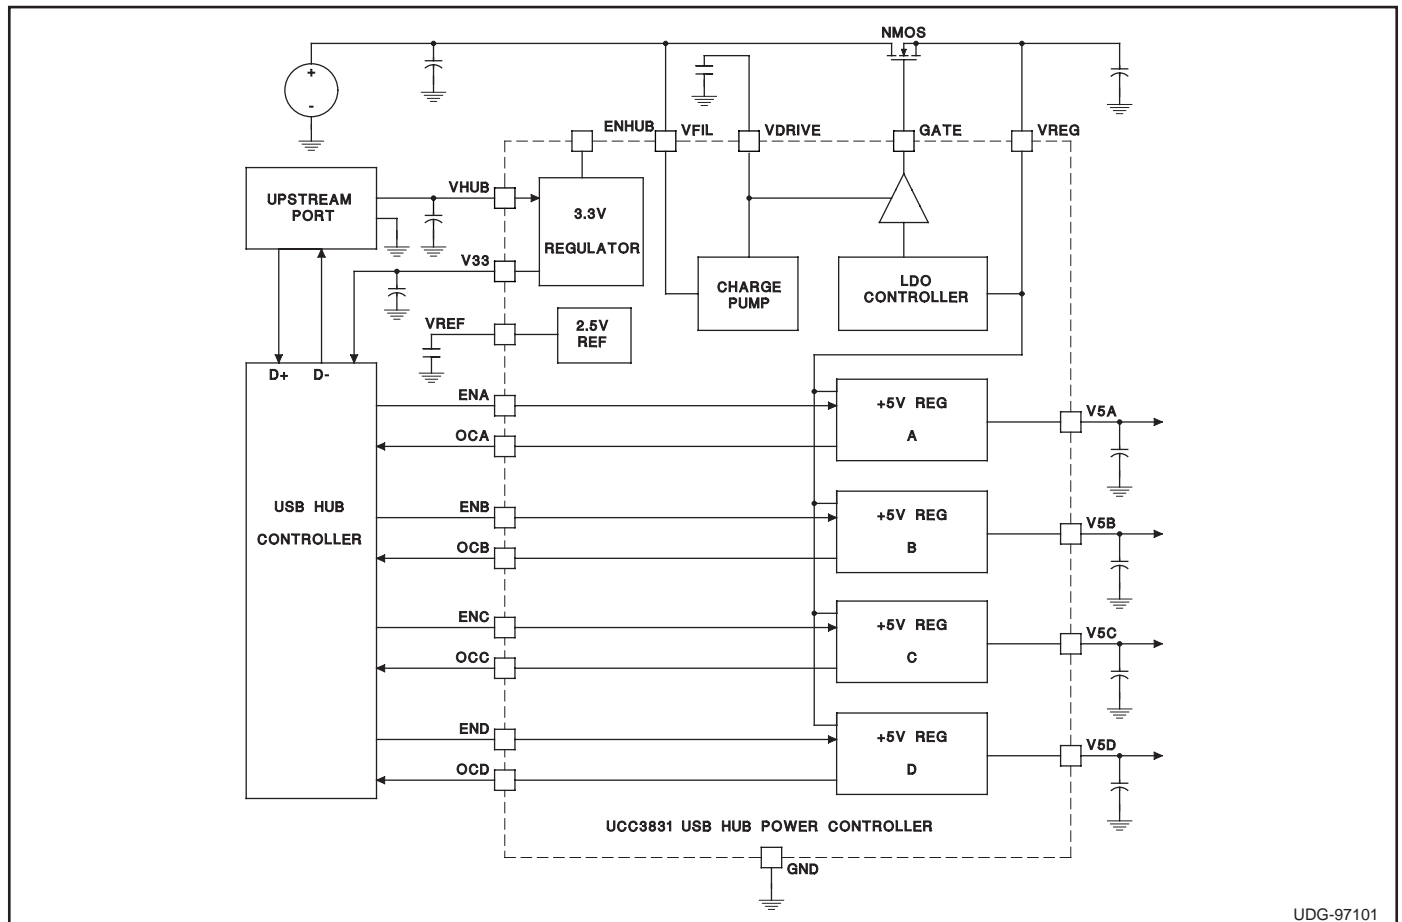 NMOS
+
-
ENHUB
VFIL
VDRIVE
GATE
VREG
UPSTREAM
PORT
VHUB
3.3V
REGULATOR
V33
CHARGE
PUMP
LDO
CONTROLLER
VREF
2.5V
REF
D+ D-
ENA
+5V REG
A
V5A
OCA
USB HUB
CONTROLLER
ENB
+5V REG
B
V5B
OCB
ENC
+5V REG
C
V5C
OCC
END
+5V REG
D
V5D
OCD
UCC3831 USB HUB POWER CONTROLLER
GND
UDG-97101